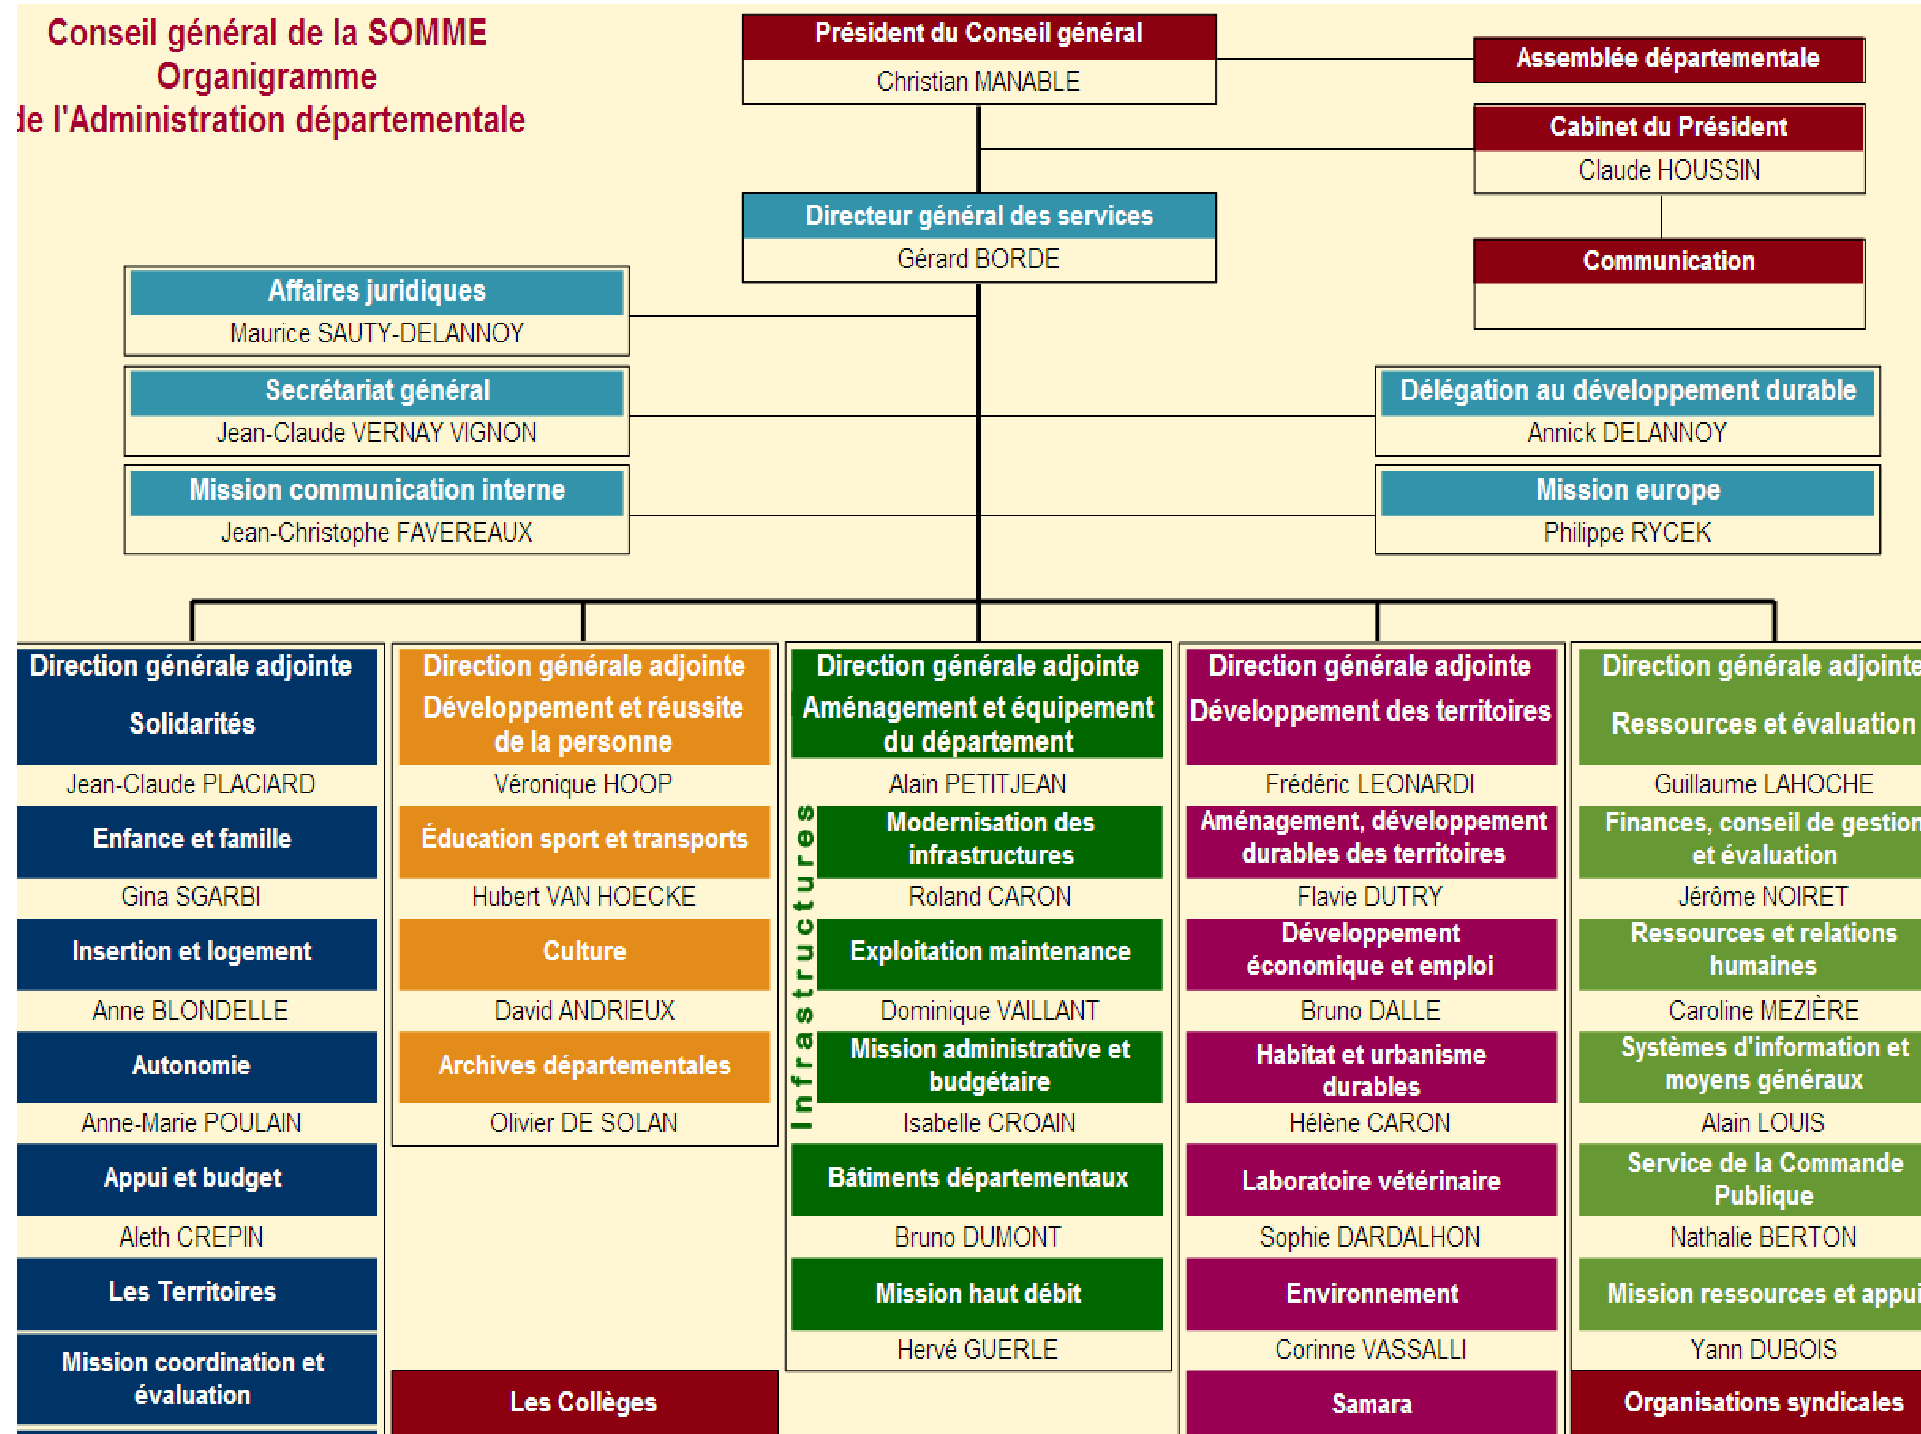 Conseil général de la SOMME
Organigramme
de l'Administration départementale
Président du Conseil général
Christian MANABLE
Assemblée départementale
Cabinet du Président
Claude HOUSSIN
Communication
Directeur général des services
Gérard BORDE
Affaires juridiques
Maurice SAUTY-DELANNOY
Secrétariat général
Jean-Claude VERNAY VIGNON
Mission communication interne
Jean-Christophe FAVEREAUX
Délégation au développement durable
Annick DELANNOY
Mission europe
Philippe RYCEK
Direction générale adjointe
Solidarités
Jean-Claude PLACIARD
Enfance et famille
Gina SGARBI
Insertion et logement
Anne BLONDELLE
Autonomie
Anne-Marie POULAIN
Appui et budget
Aleth CREPIN
Les Territoires
Mission coordination et
évaluation
Direction générale adjointe
Développement et réussite
de la personne
Véronique HOOP
Éducation sport et transports
Hubert VAN HOECKE
Culture
David ANDRIEUX
Archives départementales
Olivier DE SOLAN
Les Collèges
Direction générale adjointe
Aménagement et équipement
du département
Alain PETITJEAN
Infrastructures
Modernisation des
infrastructures
Roland CARON
Exploitation maintenance
Dominique VAILLANT
Mission administrative et
budgétaire
Isabelle CROAIN
Bâtiments départementaux
Bruno DUMONT
Mission haut débit
Hervé GUERLE
Direction générale adjointe
Développement des territoires
Frédéric LEONARDI
Aménagement, développement
durables des territoires
Flavie DUTRY
Développement
économique et emploi
Bruno DALLE
Habitat et urbanisme
durables
Hélène CARON
Laboratoire vétérinaire
Sophie DARDALHON
Environnement
Corinne VASSALLI
Samara
Direction générale adjointe
Ressources et évaluation
Guillaume LAHOCHE
Finances, conseil de gestion
et évaluation
Jérôme NOIRET
Ressources et relations
humaines
Caroline MEZIÈRE
Systèmes d'information et
moyens généraux
Alain LOUIS
Service de la Commande
Publique
Nathalie BERTON
Mission ressources et appui
Yann DUBOIS
Organisations syndicales